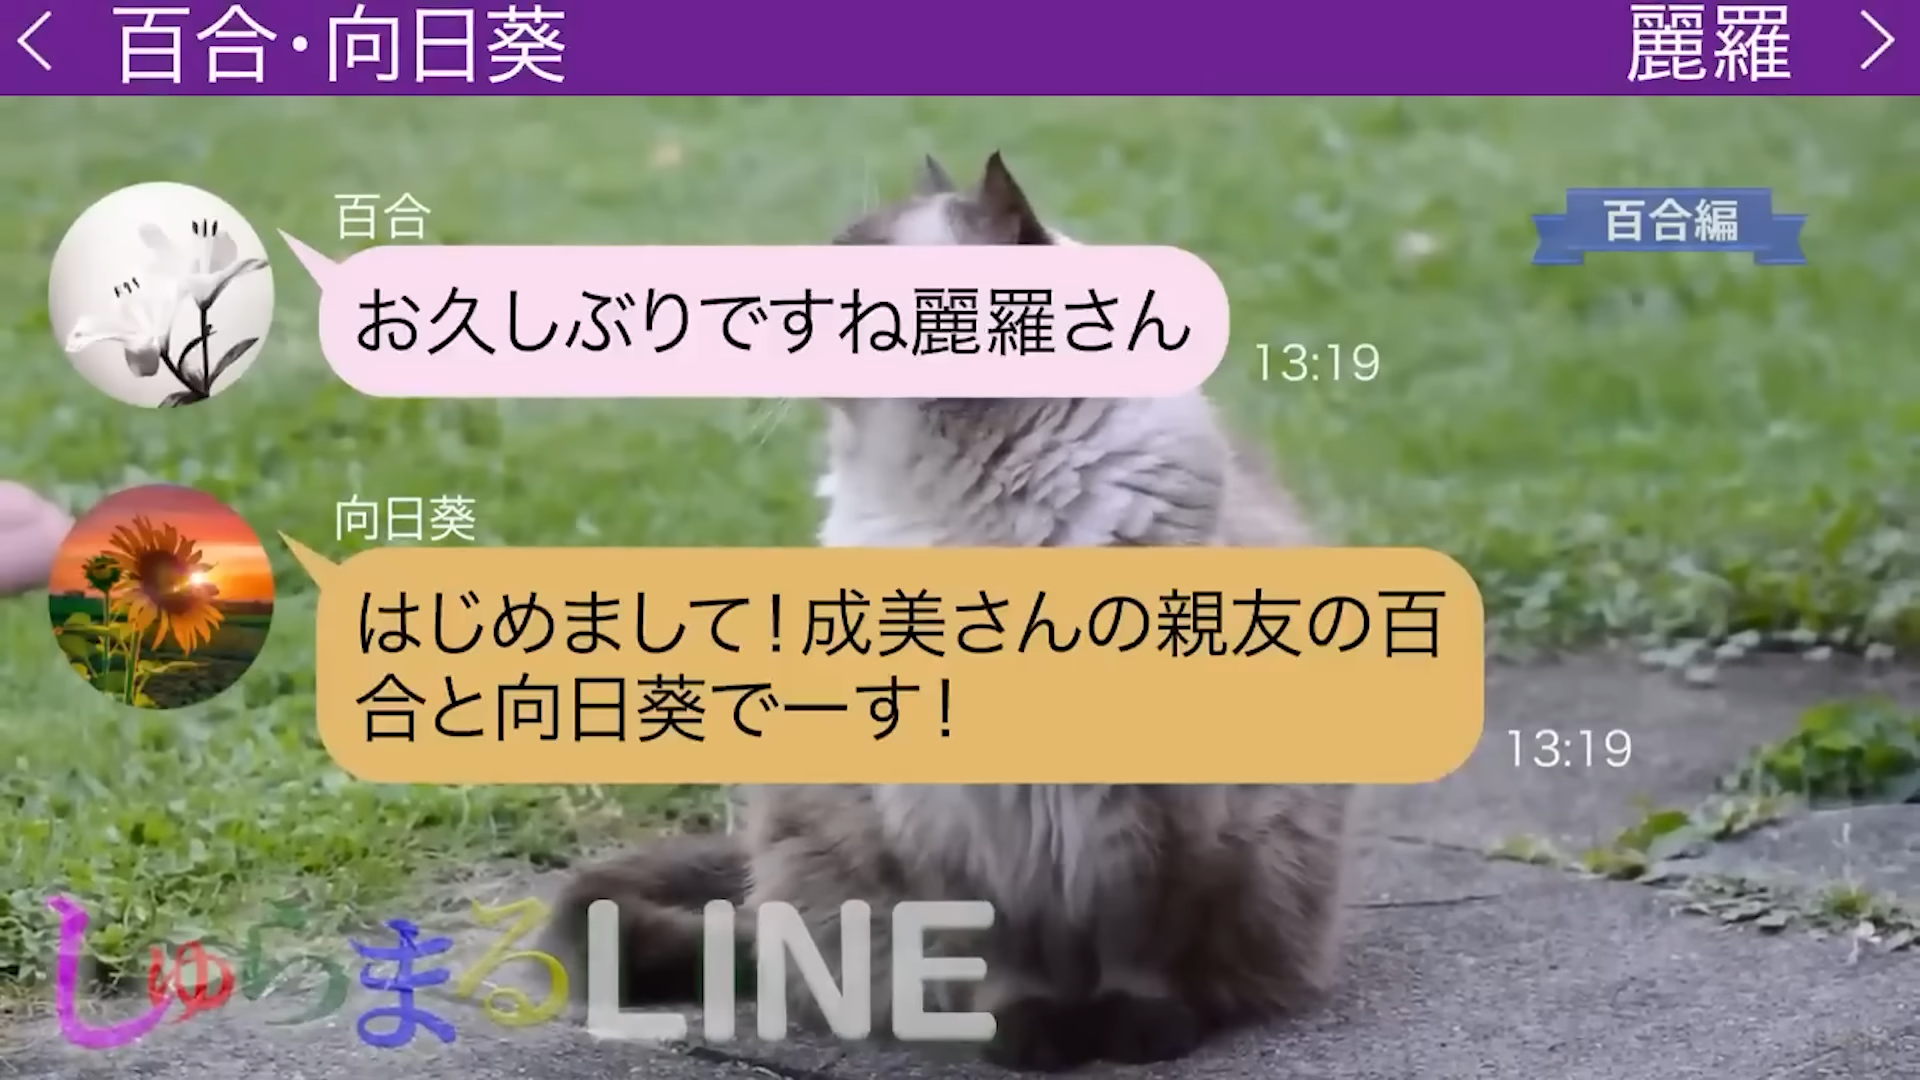 百合・向日葵
麗羅
百合編
百合
お久しぶりですね麗羅さん
13:19
向日葵
はじめまして！成美さんの親友の百
合と向日葵でーす！
13:19
しゅらまるLINE